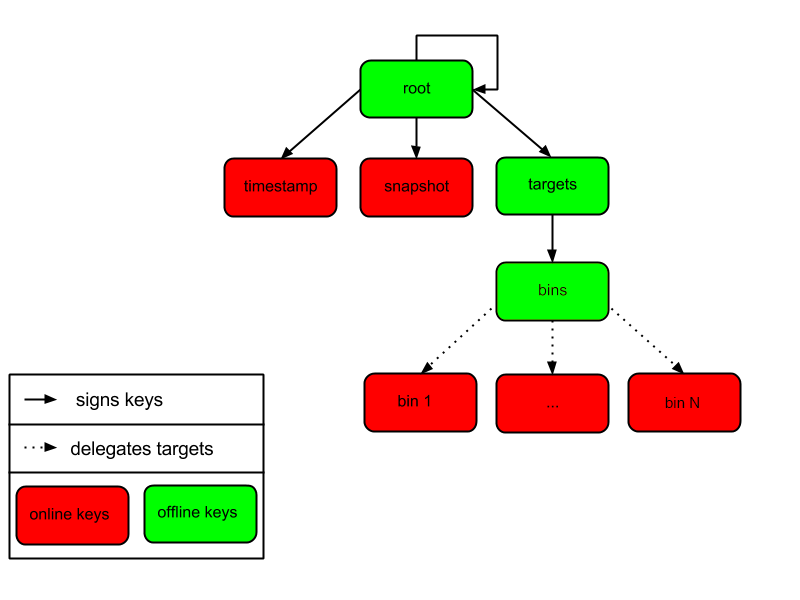 root
timestamp
snapshot
targets
bins
bin 1
...
bin N
signs keys
delegates targets
online keys
offline keys